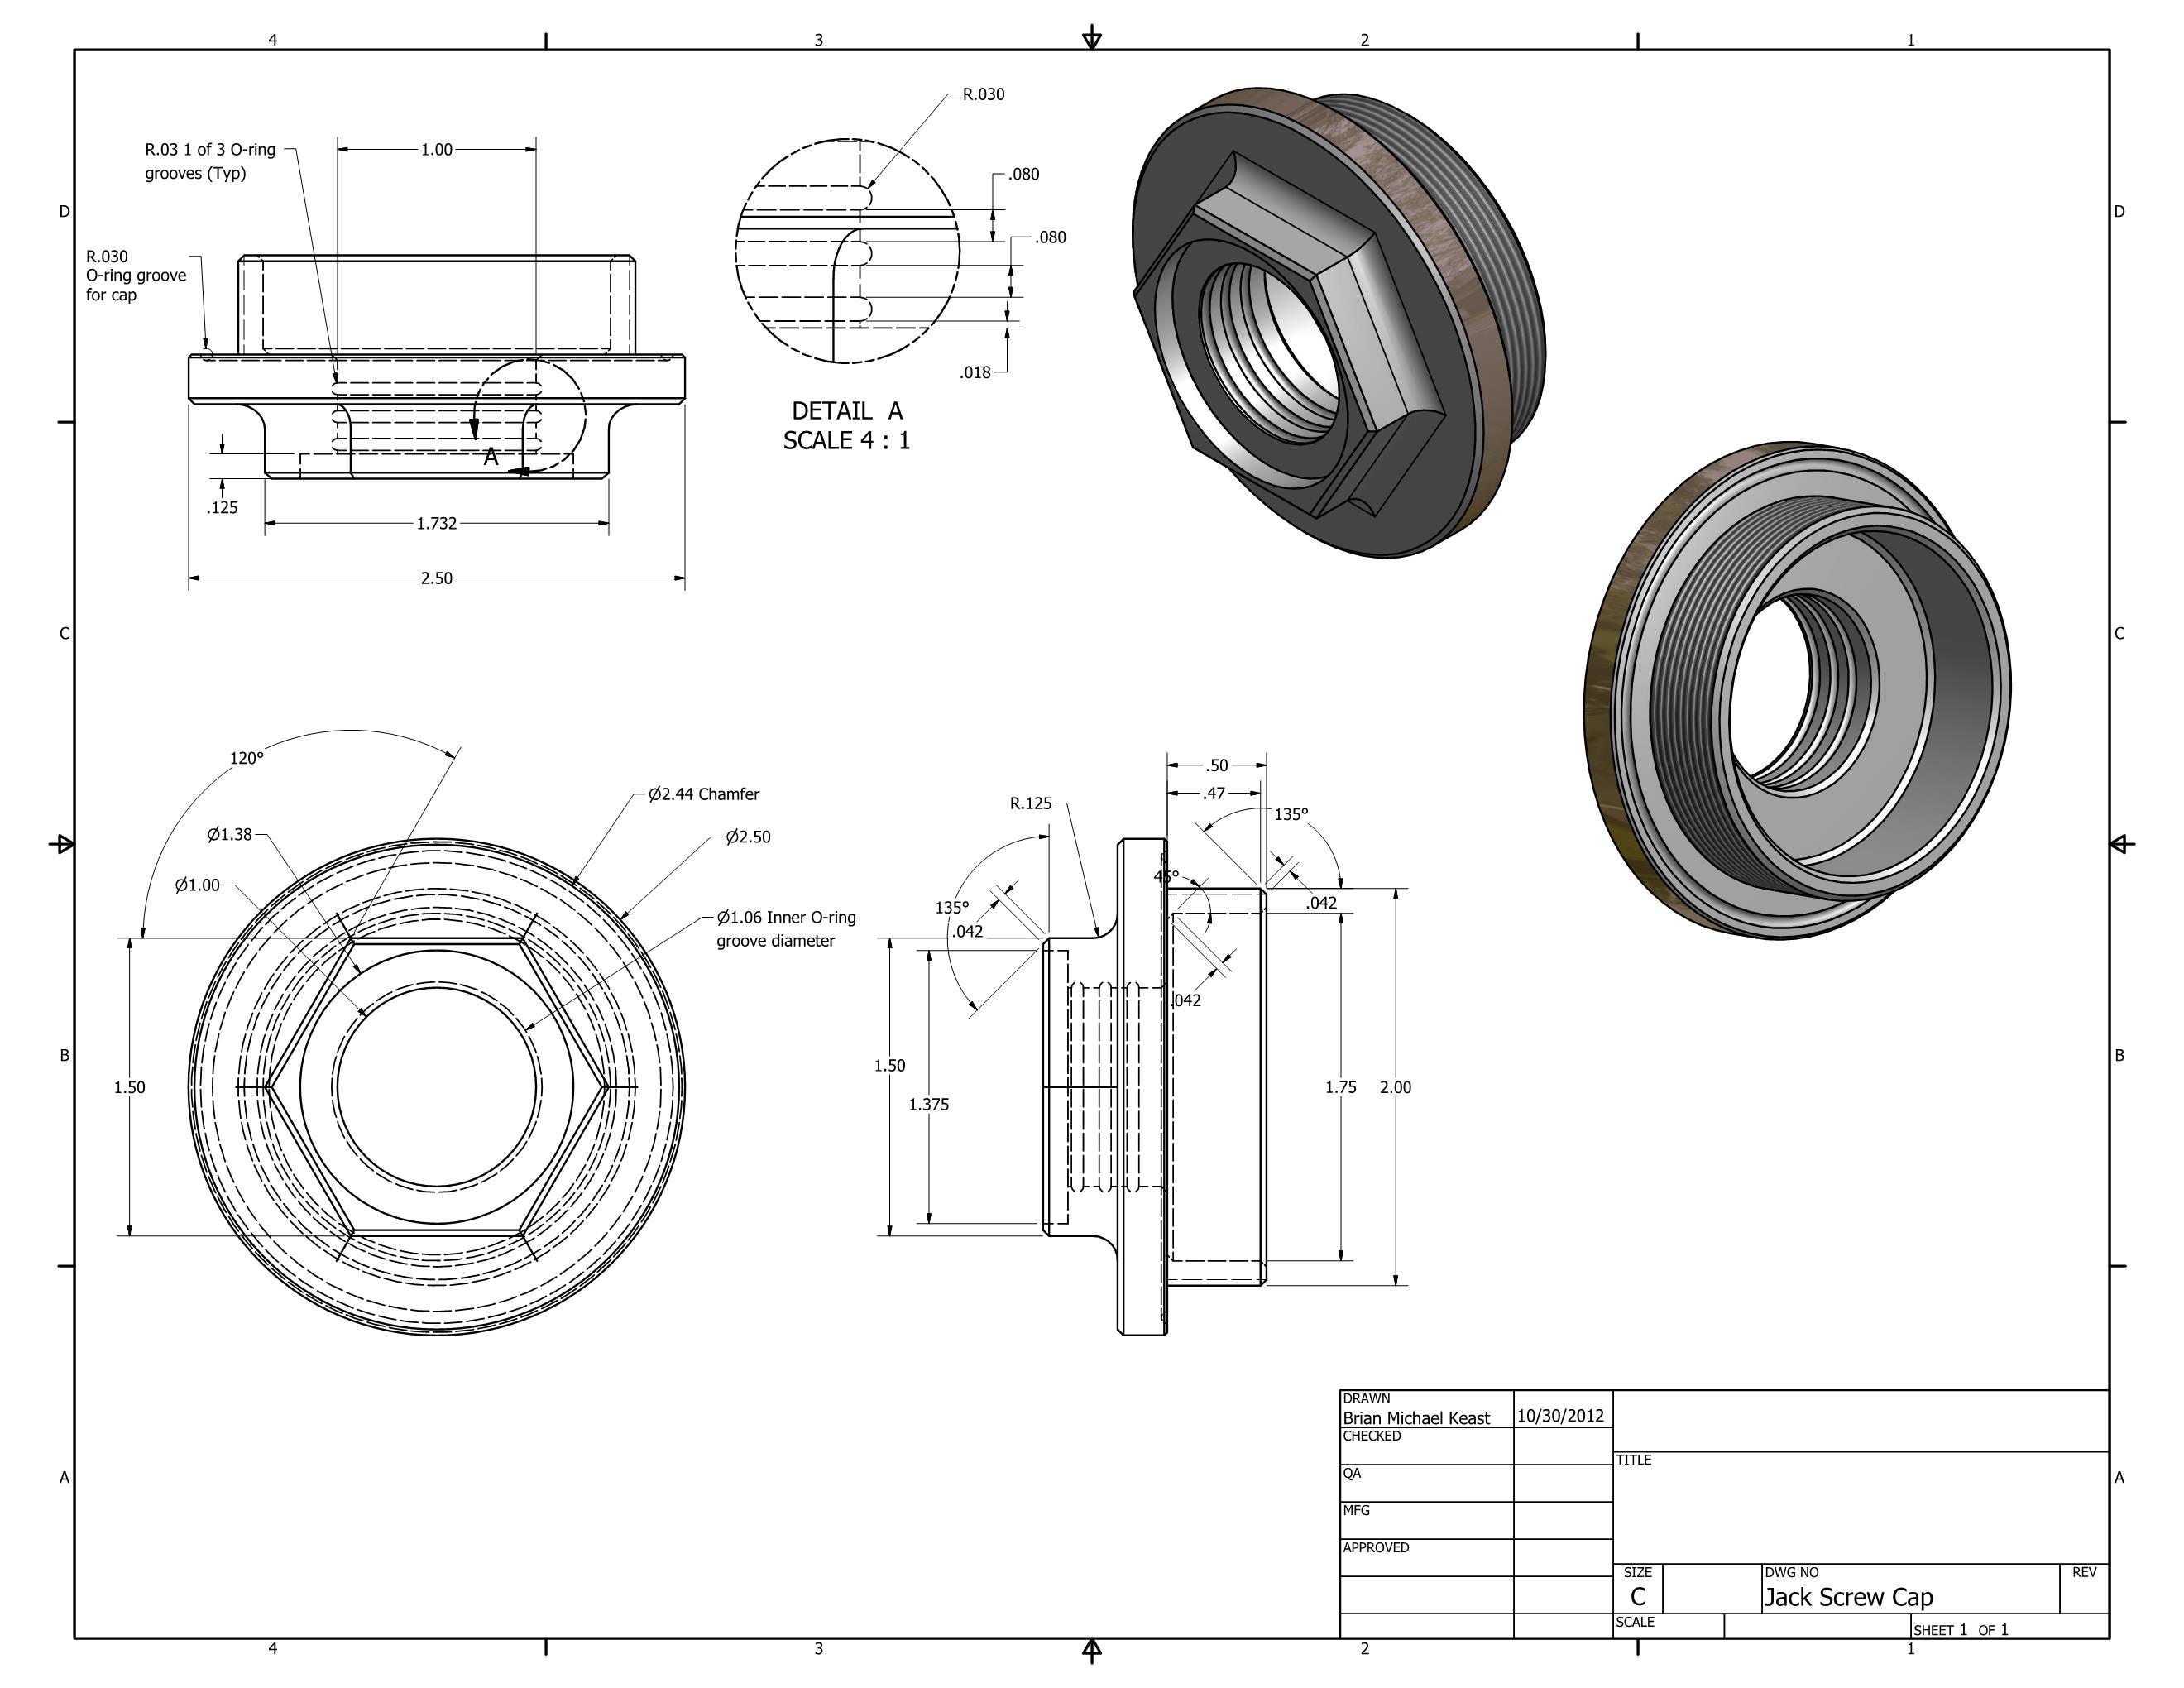 4
3
2
1
D
D
C
C
B
B
A
A
R.03 1 of 3 O-ring
grooves (Typ)
1.00
R.030
O-ring groove
for cap
A
.125
1.732
2.50
R.030
.080
.080
.018
DETAIL A
SCALE 4 : 1
120°
Ø2.44 Chamfer
Ø1.38
Ø2.50
Ø1.00
Ø1.06 Inner O-ring
groove diameter
1.50
.50
.47
R.125
135°
45°
135°
.042
.042
.042
1.50
1.375
1.75
2.00
DRAWN
Brian Michael Keast
10/30/2012
CHECKED
QA
MFG
APPROVED
TITLE
SIZE
C
DWG NO
Jack Screw Cap
REV
SCALE
SHEET 1 OF 1
4
3
2
1